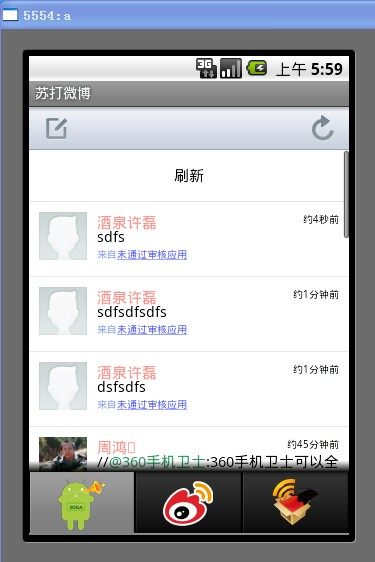 5554:a
3G 上午 5:59
苏打微博
刷新
酒泉许磊 约4秒前
sdfs
来自未通过审核应用
酒泉许磊 约1分钟前
sdfsdfsdfs
来自未通过审核应用
酒泉许磊 约1分钟前
dsfsdfs
来自未通过审核应用
周鸿 约45分钟前
//@360手机卫士:360手机卫士可以全
SODA